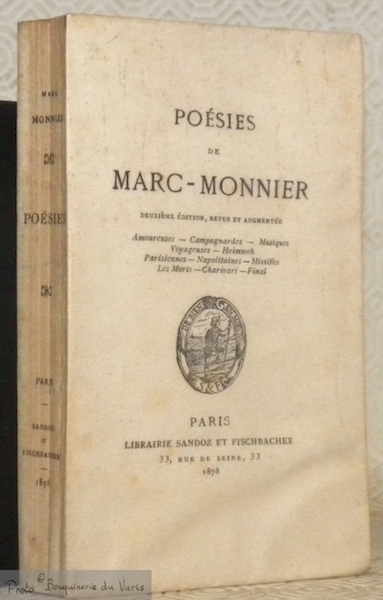 MARC
MONNIER
POÉSIES
PARIS
SANDOZ
ET
FISCHBACHER
1878
POÉSIES
DE
MARC-MONNIER
DEUXIÈME ÉDITION, REVUE ET AUGMENTÉE
Amoureuses — Campagnardes — Musiques
Voyageuses — Heimweh
Parisiennes — Napolitaines — Missives
Les Morts — Charivari — Final
S & F
PARIS
LIBRAIRIE SANDOZ ET FISCHBACHER
33, RUE DE SEINE, 33
1878
Photo © Bouquinerie du Varis